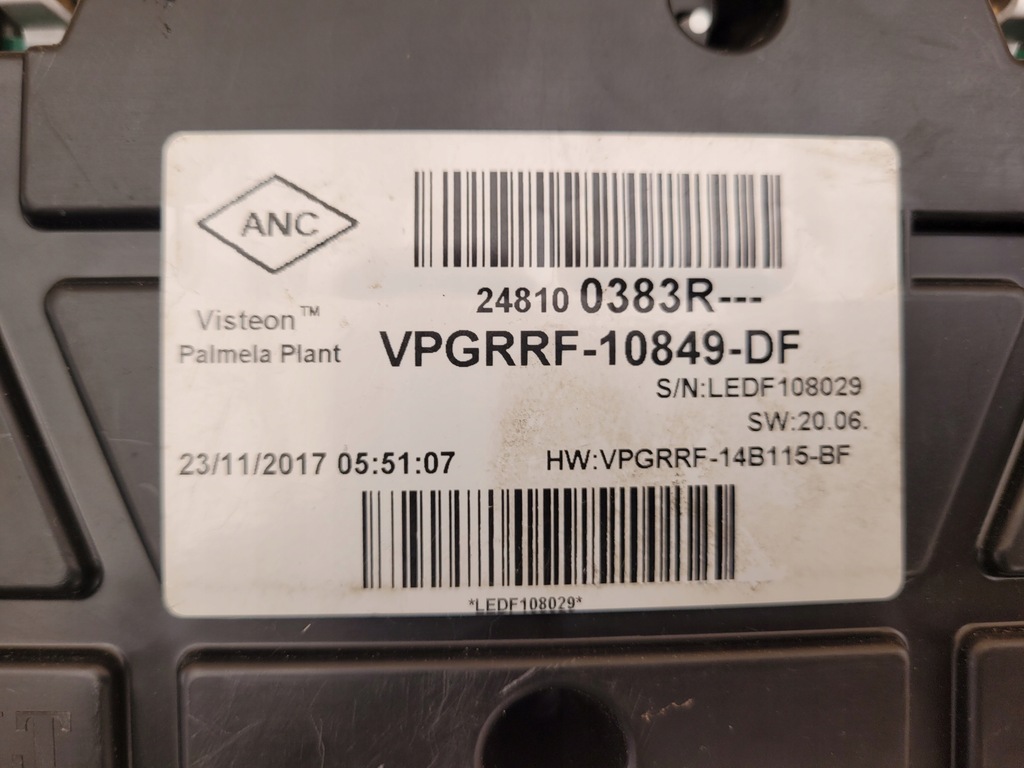 ANC
24810 0383R---
Visteon™
Palmela Plant
VPGRRF-10849-DF
S/N:LEDF108029
SW:20.06.
23/11/2017 05:51:07
HW:VPGRRF-14B115-BF
*LEDF108029*